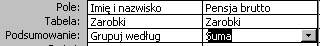 Pole: Imię i nazwisko Pensja brutto
Tabela: Zarobki Zarobki
Podsumowanie: Grupuj według Suma